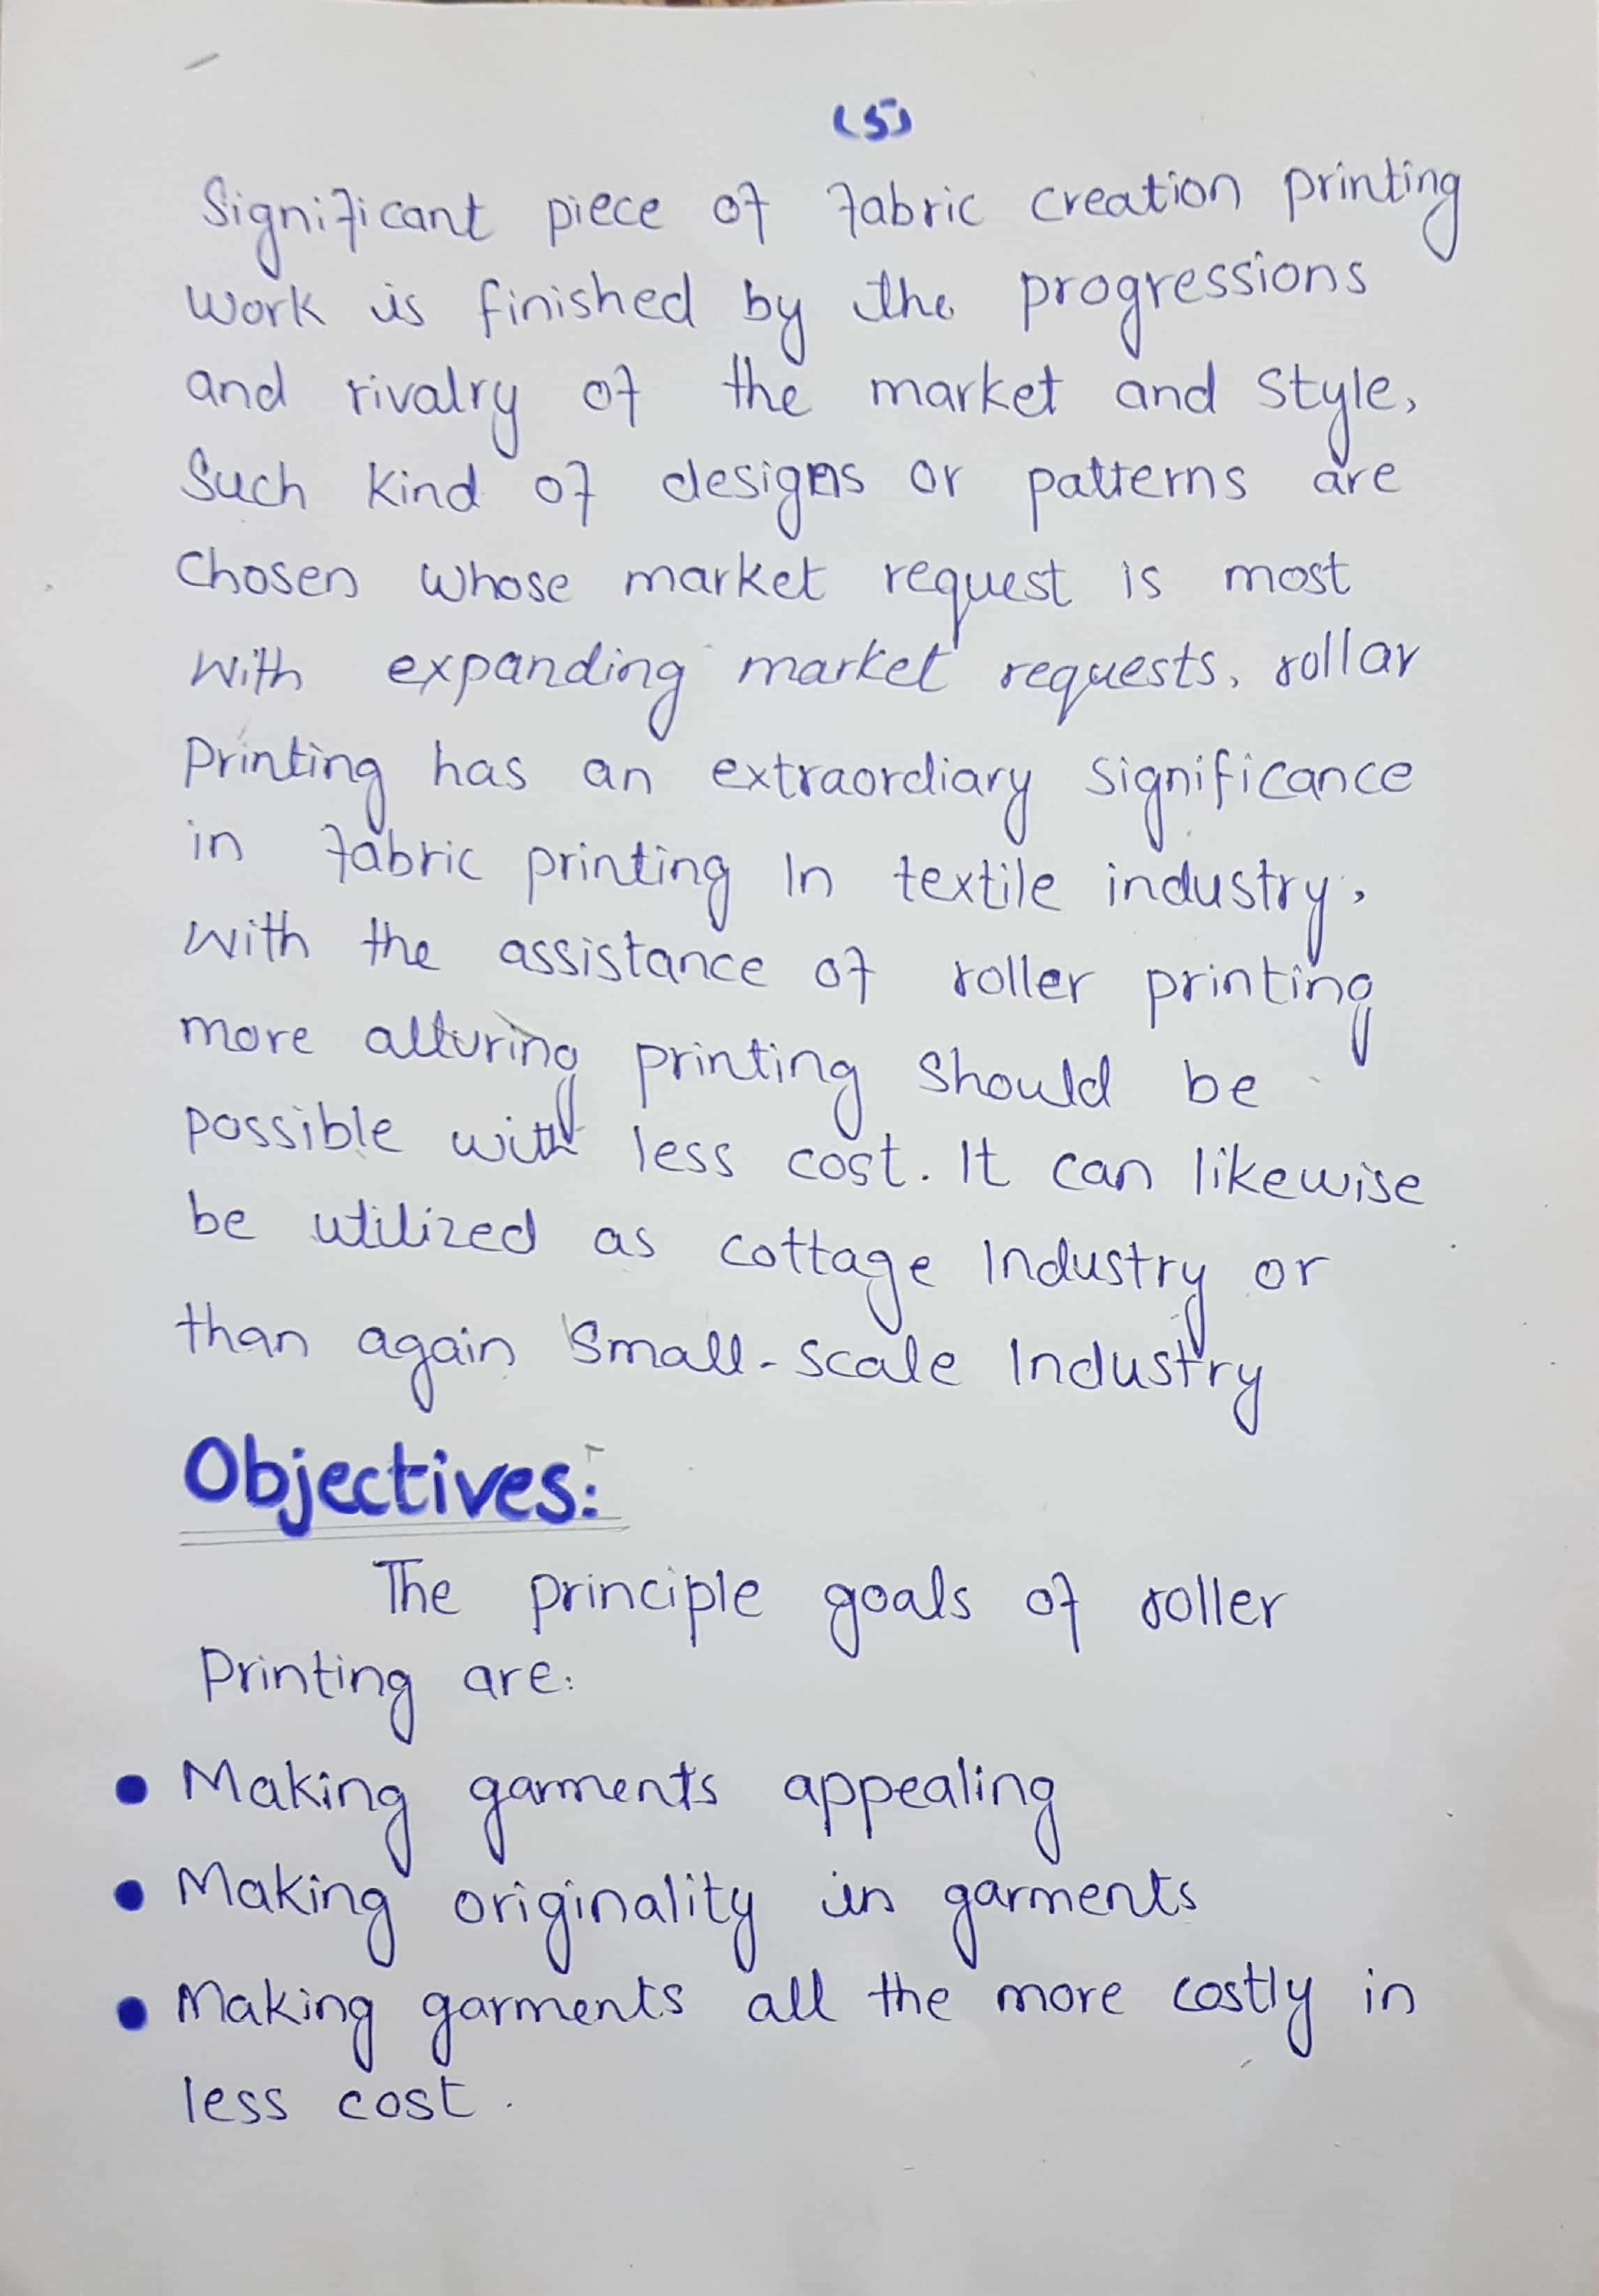 (5)
Significant piece of fabric creation printing
work is finished by the progressions
and rivalry of the market and style,
Such kind of designs or patterns are
chosen whose market request is most
with expanding market requests, rollar
Printing has an extraordiary significance
in fabric printing In textile industry,
with the assistance of roller printing
more alluring printing should be
possible with less cost. It can likewise
be utilized as cottage Industry or
than again Small-scale Industry
Objectives:
The principle goals of roller
Printing are:
• Making garments appealing
• Making originality in garments
• Making garments all the more costly in
less cost.